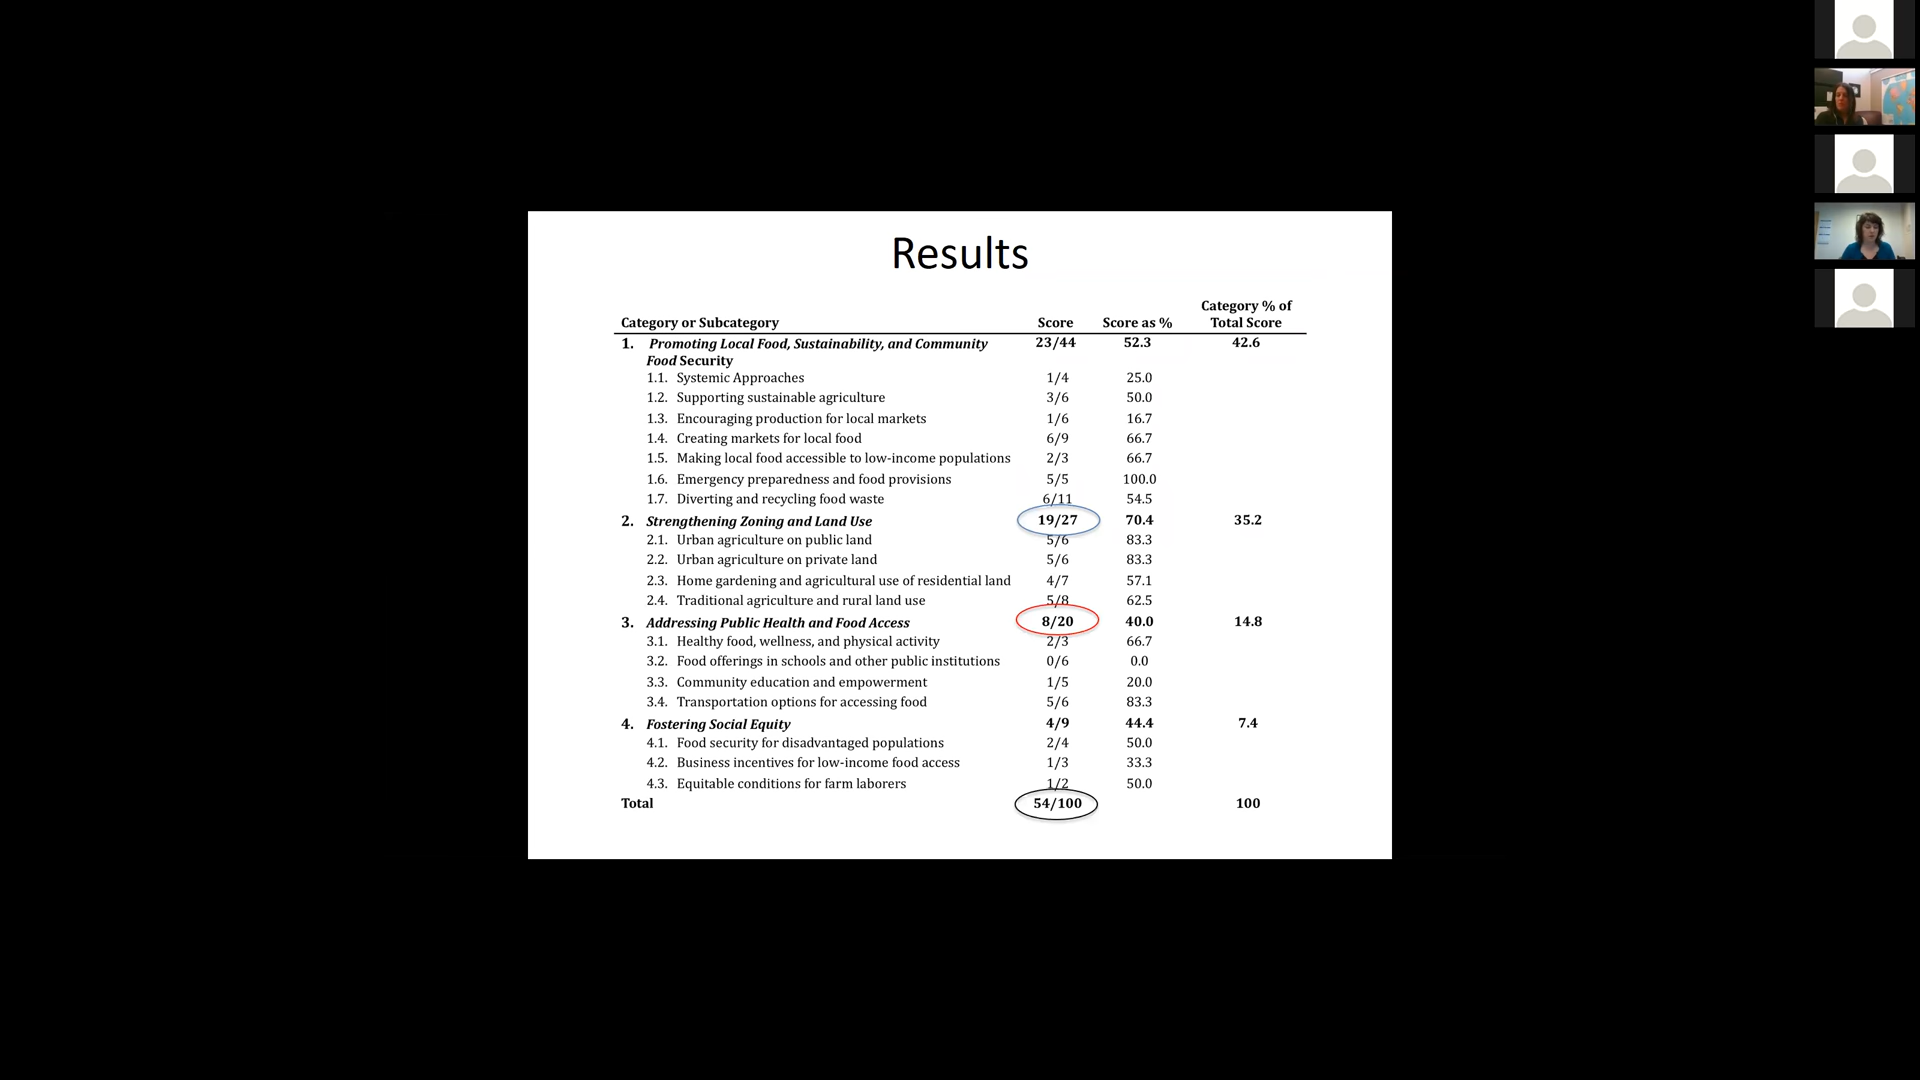 Results
Category or Subcategory Score Score as % Category % of Total Score
1. Promoting Local Food, Sustainability, and Community 23/44 52.3 42.6
Food Security
1.1. Systemic Approaches 1/4 25.0
1.2. Supporting sustainable agriculture 3/6 50.0
1.3. Encouraging production for local markets 1/6 16.7
1.4. Creating markets for local food 6/9 66.7
1.5. Making local food accessible to low-income populations 2/3 66.7
1.6. Emergency preparedness and food provisions 5/5 100.0
1.7. Diverting and recycling food waste 6/11 54.5
2. Strengthening Zoning and Land Use 19/27 70.4 35.2
2.1. Urban agriculture on public land 5/6 83.3
2.2. Urban agriculture on private land 5/6 83.3
2.3. Home gardening and agricultural use of residential land 4/7 57.1
2.4. Traditional agriculture and rural land use 5/8 62.5
3. Addressing Public Health and Food Access 8/20 40.0 14.8
3.1. Healthy food, wellness, and physical activity 2/3 66.7
3.2. Food offerings in schools and other public institutions 0/6 0.0
3.3. Community education and empowerment 1/5 20.0
3.4. Transportation options for accessing food 5/6 83.3
4. Fostering Social Equity 4/9 44.4 7.4
4.1. Food security for disadvantaged populations 2/4 50.0
4.2. Business incentives for low-income food access 1/3 33.3
4.3. Equitable conditions for farm laborers 1/2 50.0
Total 54/100 100